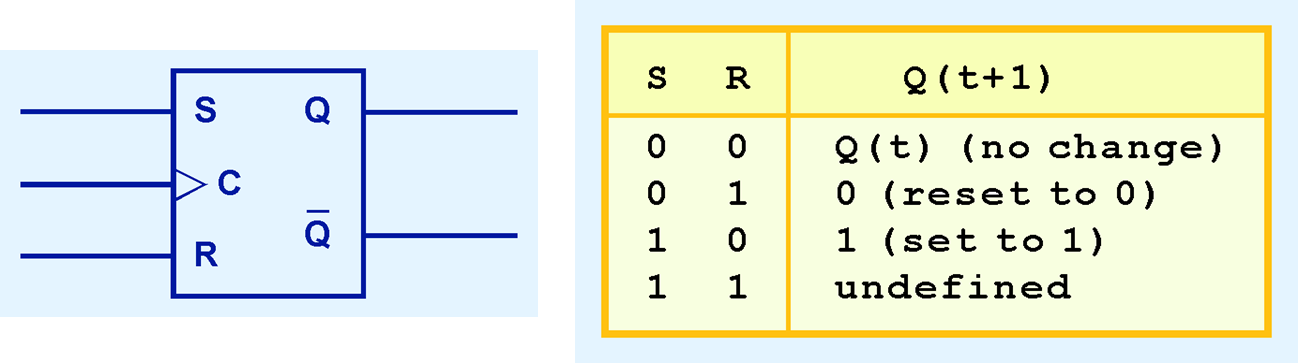 S Q
C
R Q̅
S R Q(t+1)
0 0 Q(t) (no change)
0 1 0 (reset to 0)
1 0 1 (set to 1)
1 1 undefined